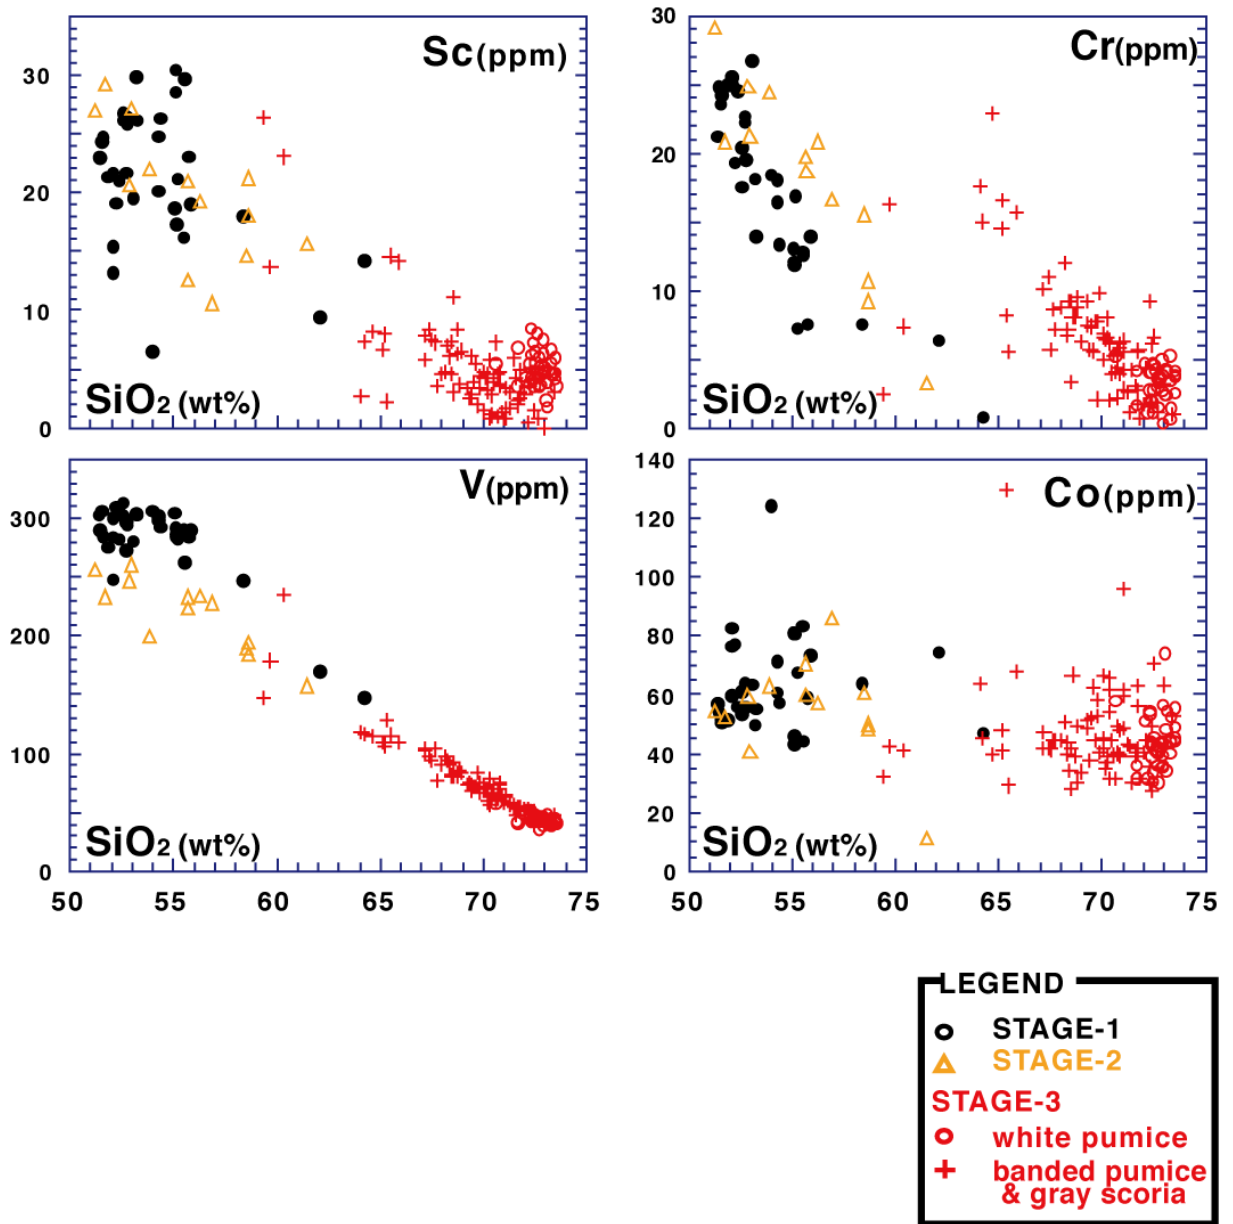 Sc(ppm)
30
20
10
0
SiO₂ (wt%)
Cr(ppm)
30
20
10
0
SiO₂ (wt%)
V(ppm)
300
200
100
0
SiO₂ (wt%)
50 55 60 65 70 75
Co(ppm)
140
120
100
80
60
40
20
0
SiO₂ (wt%)
50 55 60 65 70 75
LEGEND
STAGE-1
STAGE-2
STAGE-3
white pumice
banded pumice
& gray scoria